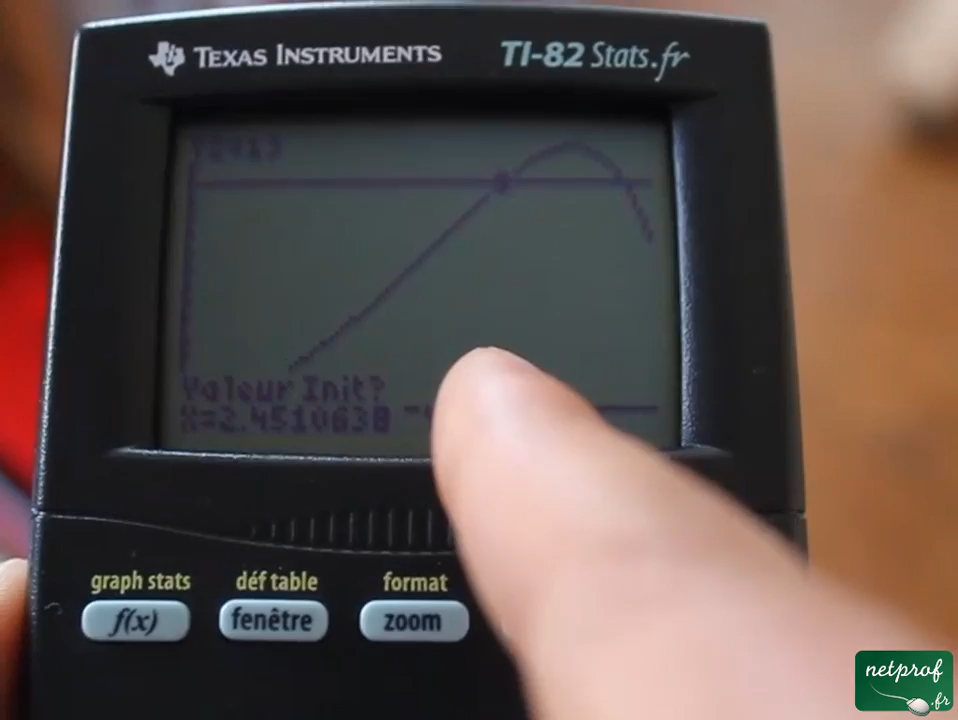 TEXAS INSTRUMENTS
TI-82 Stats.fr
Valeur Init?
X=2.4510638
graph stats
déf table
format
f(x)
fenêtre
zoom
netprof
.fr